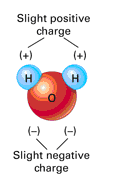 Slight positive
charge
(+) (+)
H H
O
(–) (–)
Slight negative
charge